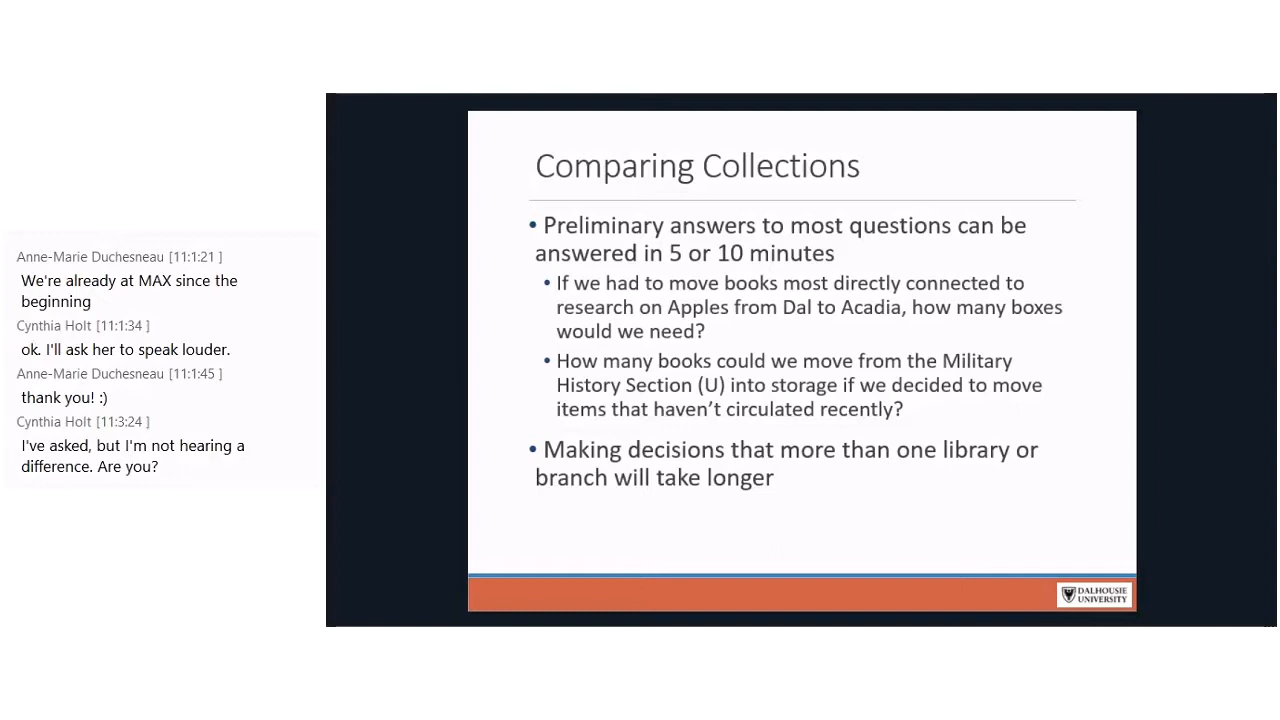 Anne-Marie Duchesneau [11:1:21 ]
We're already at MAX since the
beginning
Cynthia Holt [11:1:34 ]
ok. I'll ask her to speak louder.
Anne-Marie Duchesneau [11:1:45 ]
thank you! :)
Cynthia Holt [11:3:24 ]
I've asked, but I'm not hearing a
difference. Are you?
Comparing Collections
• Preliminary answers to most questions can be
answered in 5 or 10 minutes
• If we had to move books most directly connected to
research on Apples from Dal to Acadia, how many boxes
would we need?
• How many books could we move from the Military
History Section (U) into storage if we decided to move
items that haven't circulated recently?
• Making decisions that more than one library or
branch will take longer
DALHOUSIE
UNIVERSITY